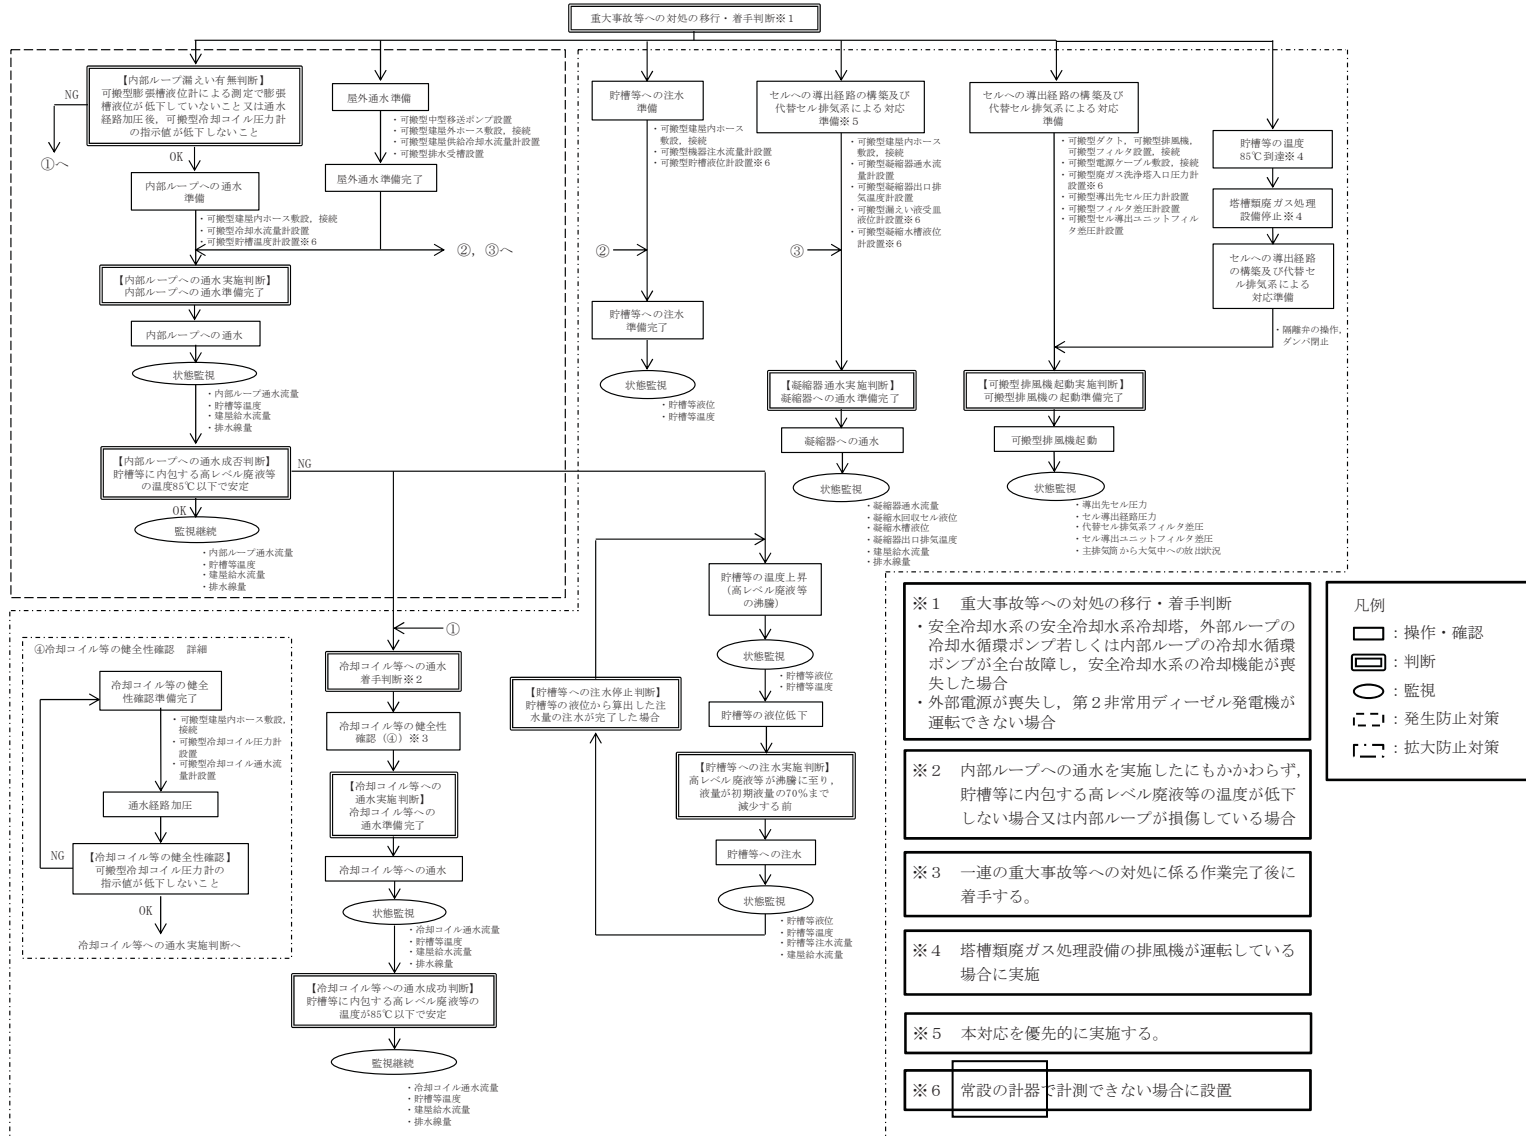 重大事故等への対処の移行・着手判断※1
【内部ループ漏えい有無判断】
可搬型膨張槽液位計による測定で膨張
槽液位が低下していないこと又は通水
経路加圧後，可搬型冷却コイル圧力計
の指示値が低下しないこと
NG
①へ
OK
内部ループへの通水
準備
・可搬型建屋内ホース敷設，接続
・可搬型冷却水流量計設置
・可搬型貯槽温度計設置※6
屋外通水準備
・可搬型中型移送ポンプ設置
・可搬型建屋外ホース敷設，接続
・可搬型建屋供給冷却水流量計設置
・可搬型排水受槽設置
屋外通水準備完了
②，③へ
【内部ループへの通水実施判断】
内部ループへの通水準備完了
内部ループへの通水
状態監視
・内部ループ通水流量
・貯槽等温度
・建屋給水流量
・排水線量
【内部ループへの通水成否判断】
貯槽等に内包する高レベル廃液等
の温度85℃以下で安定
NG
OK
監視継続
・内部ループ通水流量
・貯槽等温度
・建屋給水流量
・排水線量
貯槽等への注水
準備
・可搬型建屋内ホース
敷設，接続
・可搬型機器注水流量計設置
・可搬型貯槽液位計設置※6
②
貯槽等への注水
準備完了
状態監視
・貯槽等液位
・貯槽等温度
セルへの導出経路の構築及び
代替セル排気系による対応
準備※5
・可搬型建屋内ホース
敷設，接続
・可搬型凝縮器通水流
量計設置
・可搬型凝縮器出口排
気温度計設置
・可搬型漏えい液受皿
液位計設置※6
・可搬型凝縮水槽液位
計設置※6
③
【凝縮器通水実施判断】
凝縮器への通水準備完了
凝縮器への通水
状態監視
・凝縮器通水流量
・凝縮水回収セル液位
・凝縮水槽液位
・凝縮器出口排気温度
・建屋給水流量
・排水線量
セルへの導出経路の構築及び
代替セル排気系による対応
準備
・可搬型ダクト，可搬型排風機，
可搬型フィルタ設置，接続
・可搬型電源ケーブル敷設，接続
・可搬型廃ガス洗浄塔入口圧力計
設置※6
・可搬型導出先セル圧力計設置
・可搬型フィルタ差圧計設置
・可搬型セル導出ユニットフィル
タ差圧計設置
【可搬型排風機起動実施判断】
可搬型排風機の起動準備完了
可搬型排風機起動
状態監視
・導出先セル圧力
・セル導出経路圧力
・代替セル排気系フィルタ差圧
・セル導出ユニットフィルタ差圧
・主排気筒から大気中への放出状況
貯槽等の温度
85℃到達※4
塔槽類廃ガス処理
設備停止※4
セルへの導出経路
の構築及び代替セ
ル排気系による
対応準備
・隔離弁の操作，
ダンパ閉止
④冷却コイル等の健全性確認　詳細
冷却コイル等の健全
性確認準備完了
・可搬型建屋内ホース敷設，
接続
・可搬型冷却コイル圧力計
設置
・可搬型冷却コイル通水流
量計設置
通水経路加圧
【冷却コイル等の健全性確認】
可搬型冷却コイル圧力計の
指示値が低下しないこと
NG
OK
冷却コイル等への通水実施判断へ
①
冷却コイル等への通水
着手判断※2
冷却コイル等の健全性
確認（④）※3
【冷却コイル等への
通水実施判断】
冷却コイル等への
通水準備完了
冷却コイル等への通水
状態監視
・冷却コイル通水流量
・貯槽等温度
・建屋給水流量
・排水線量
【冷却コイル等への通水成功判断】
貯槽等に内包する高レベル廃液等の
温度が85℃以下で安定
監視継続
・冷却コイル通水流量
・貯槽等温度
・建屋給水流量
・排水線量
【貯槽等への注水停止判断】
貯槽等の液位から算出した注
水量の注水が完了した場合
貯槽等の温度上昇
（高レベル廃液等
の沸騰）
状態監視
・貯槽等液位
・貯槽等温度
貯槽等の液位低下
【貯槽等への注水実施判断】
高レベル廃液等が沸騰に至り，
液量が初期液量の70%まで
減少する前
貯槽等への注水
状態監視
・貯槽等液位
・貯槽等温度
・貯槽等注水流量
・建屋給水流量
※1　重大事故等への対処の移行・着手判断
・安全冷却水系の安全冷却水系冷却塔，外部ループの
冷却水循環ポンプ若しくは内部ループの冷却水循環
ポンプが全台故障し，安全冷却水系の冷却機能が喪
失した場合
・外部電源が喪失し，第２非常用ディーゼル発電機が
運転できない場合
※2　内部ループへの通水を実施したにもかかわらず，
貯槽等に内包する高レベル廃液等の温度が低下
しない場合又は内部ループが損傷している場合
※3　一連の重大事故等への対処に係る作業完了後に
着手する。
※4　塔槽類廃ガス処理設備の排風機が運転している
場合に実施
※5　本対応を優先的に実施する。
※6　常設の計器で計測できない場合に設置
凡例
：操作・確認
：判断
：監視
：発生防止対策
：拡大防止対策